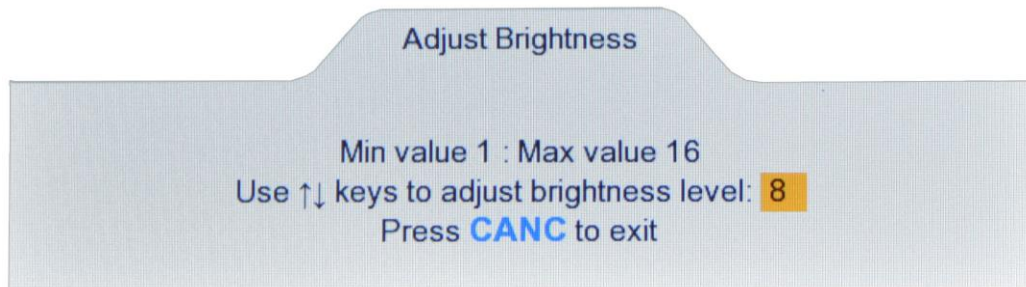 Adjust Brightness
Min value 1 : Max value 16
Use ↑↓ keys to adjust brightness level: 8
Press CANC to exit